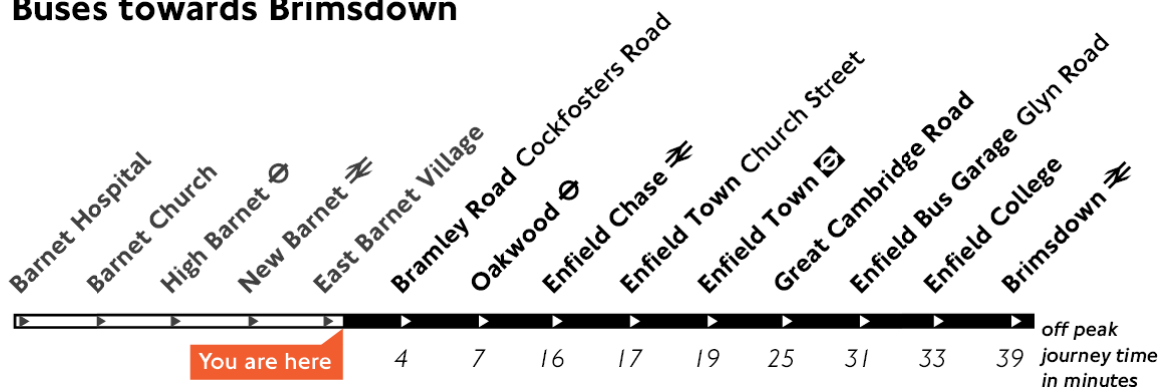 Buses towards Brimsdown
Barnet Hospital
Barnet Church
High Barnet
New Barnet
East Barnet Village
Bramley Road Cockfosters Road
Oakwood
Enfield Chase
Enfield Town Church Street
Enfield Town
Great Cambridge Road
Enfield Bus Garage Glyn Road
Enfield College
Brimsdown
You are here
4 7 16 17 19 25 31 33 39
off peak
journey time
in minutes